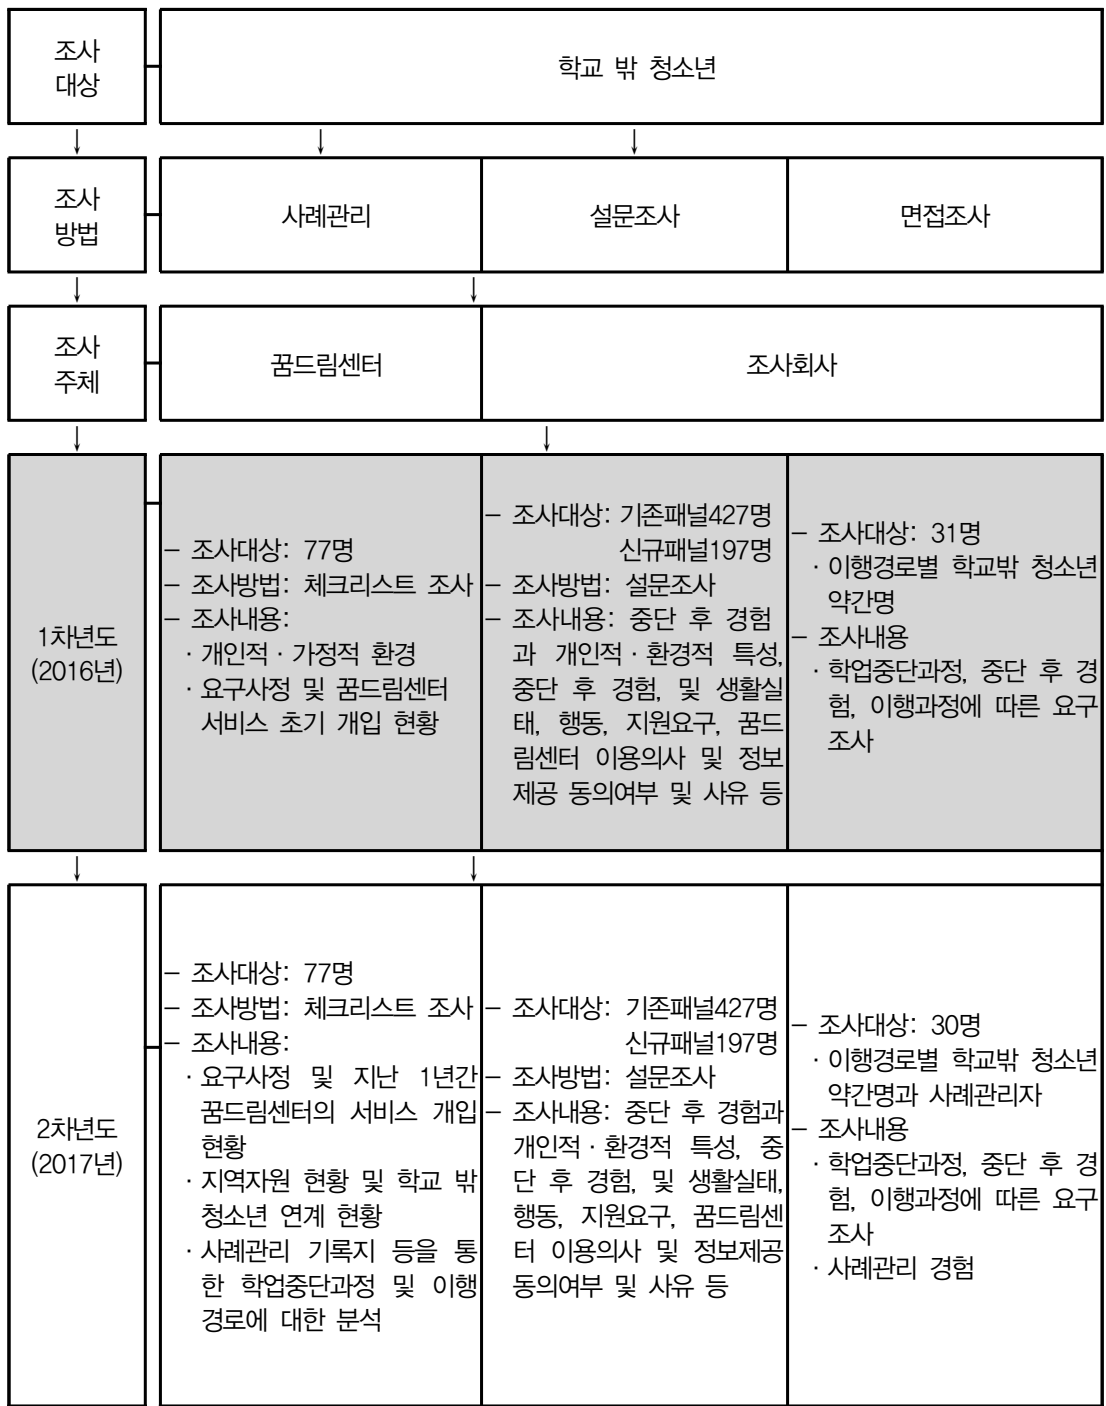 조사
대상
학교 밖 청소년
조사
방법
사례관리
설문조사
면접조사
조사
주체
꿈드림센터
조사회사
1차년도
(2016년)
– 조사대상: 77명
– 조사방법: 체크리스트 조사
– 조사내용:
· 개인적 · 가정적 환경
· 요구사정 및 꿈드림센터
서비스 초기 개입 현황
– 조사대상: 기존패널427명
신규패널197명
– 조사방법: 설문조사
– 조사내용: 중단 후 경험
과 개인적 · 환경적 특성,
중단 후 경험, 및 생활실
태, 행동, 지원요구, 꿈드
림센터 이용의사 및 정보
제공 동의여부 및 사유 등
– 조사대상: 31명
· 이행경로별 학교밖 청소년
약간명
– 조사내용
· 학업중단과정, 중단 후 경
험, 이행과정에 따른 요구
조사
2차년도
(2017년)
– 조사대상: 77명
– 조사방법: 체크리스트 조사
– 조사내용:
· 요구사정 및 지난 1년간
꿈드림센터의 서비스 개입
현황
· 지역자원 현황 및 학교 밖
청소년 연계 현황
· 사례관리 기록지 등을 통
한 학업중단과정 및 이행
경로에 대한 분석
– 조사대상: 기존패널427명
신규패널197명
– 조사방법: 설문조사
– 조사내용: 중단 후 경험과
개인적 · 환경적 특성, 중
단 후 경험, 및 생활실태,
행동, 지원요구, 꿈드림센
터 이용의사 및 정보제공
동의여부 및 사유 등
– 조사대상: 30명
· 이행경로별 학교밖 청소년
약간명과 사례관리자
– 조사내용
· 학업중단과정, 중단 후 경
험, 이행과정에 따른 요구
조사
· 사례관리 경험